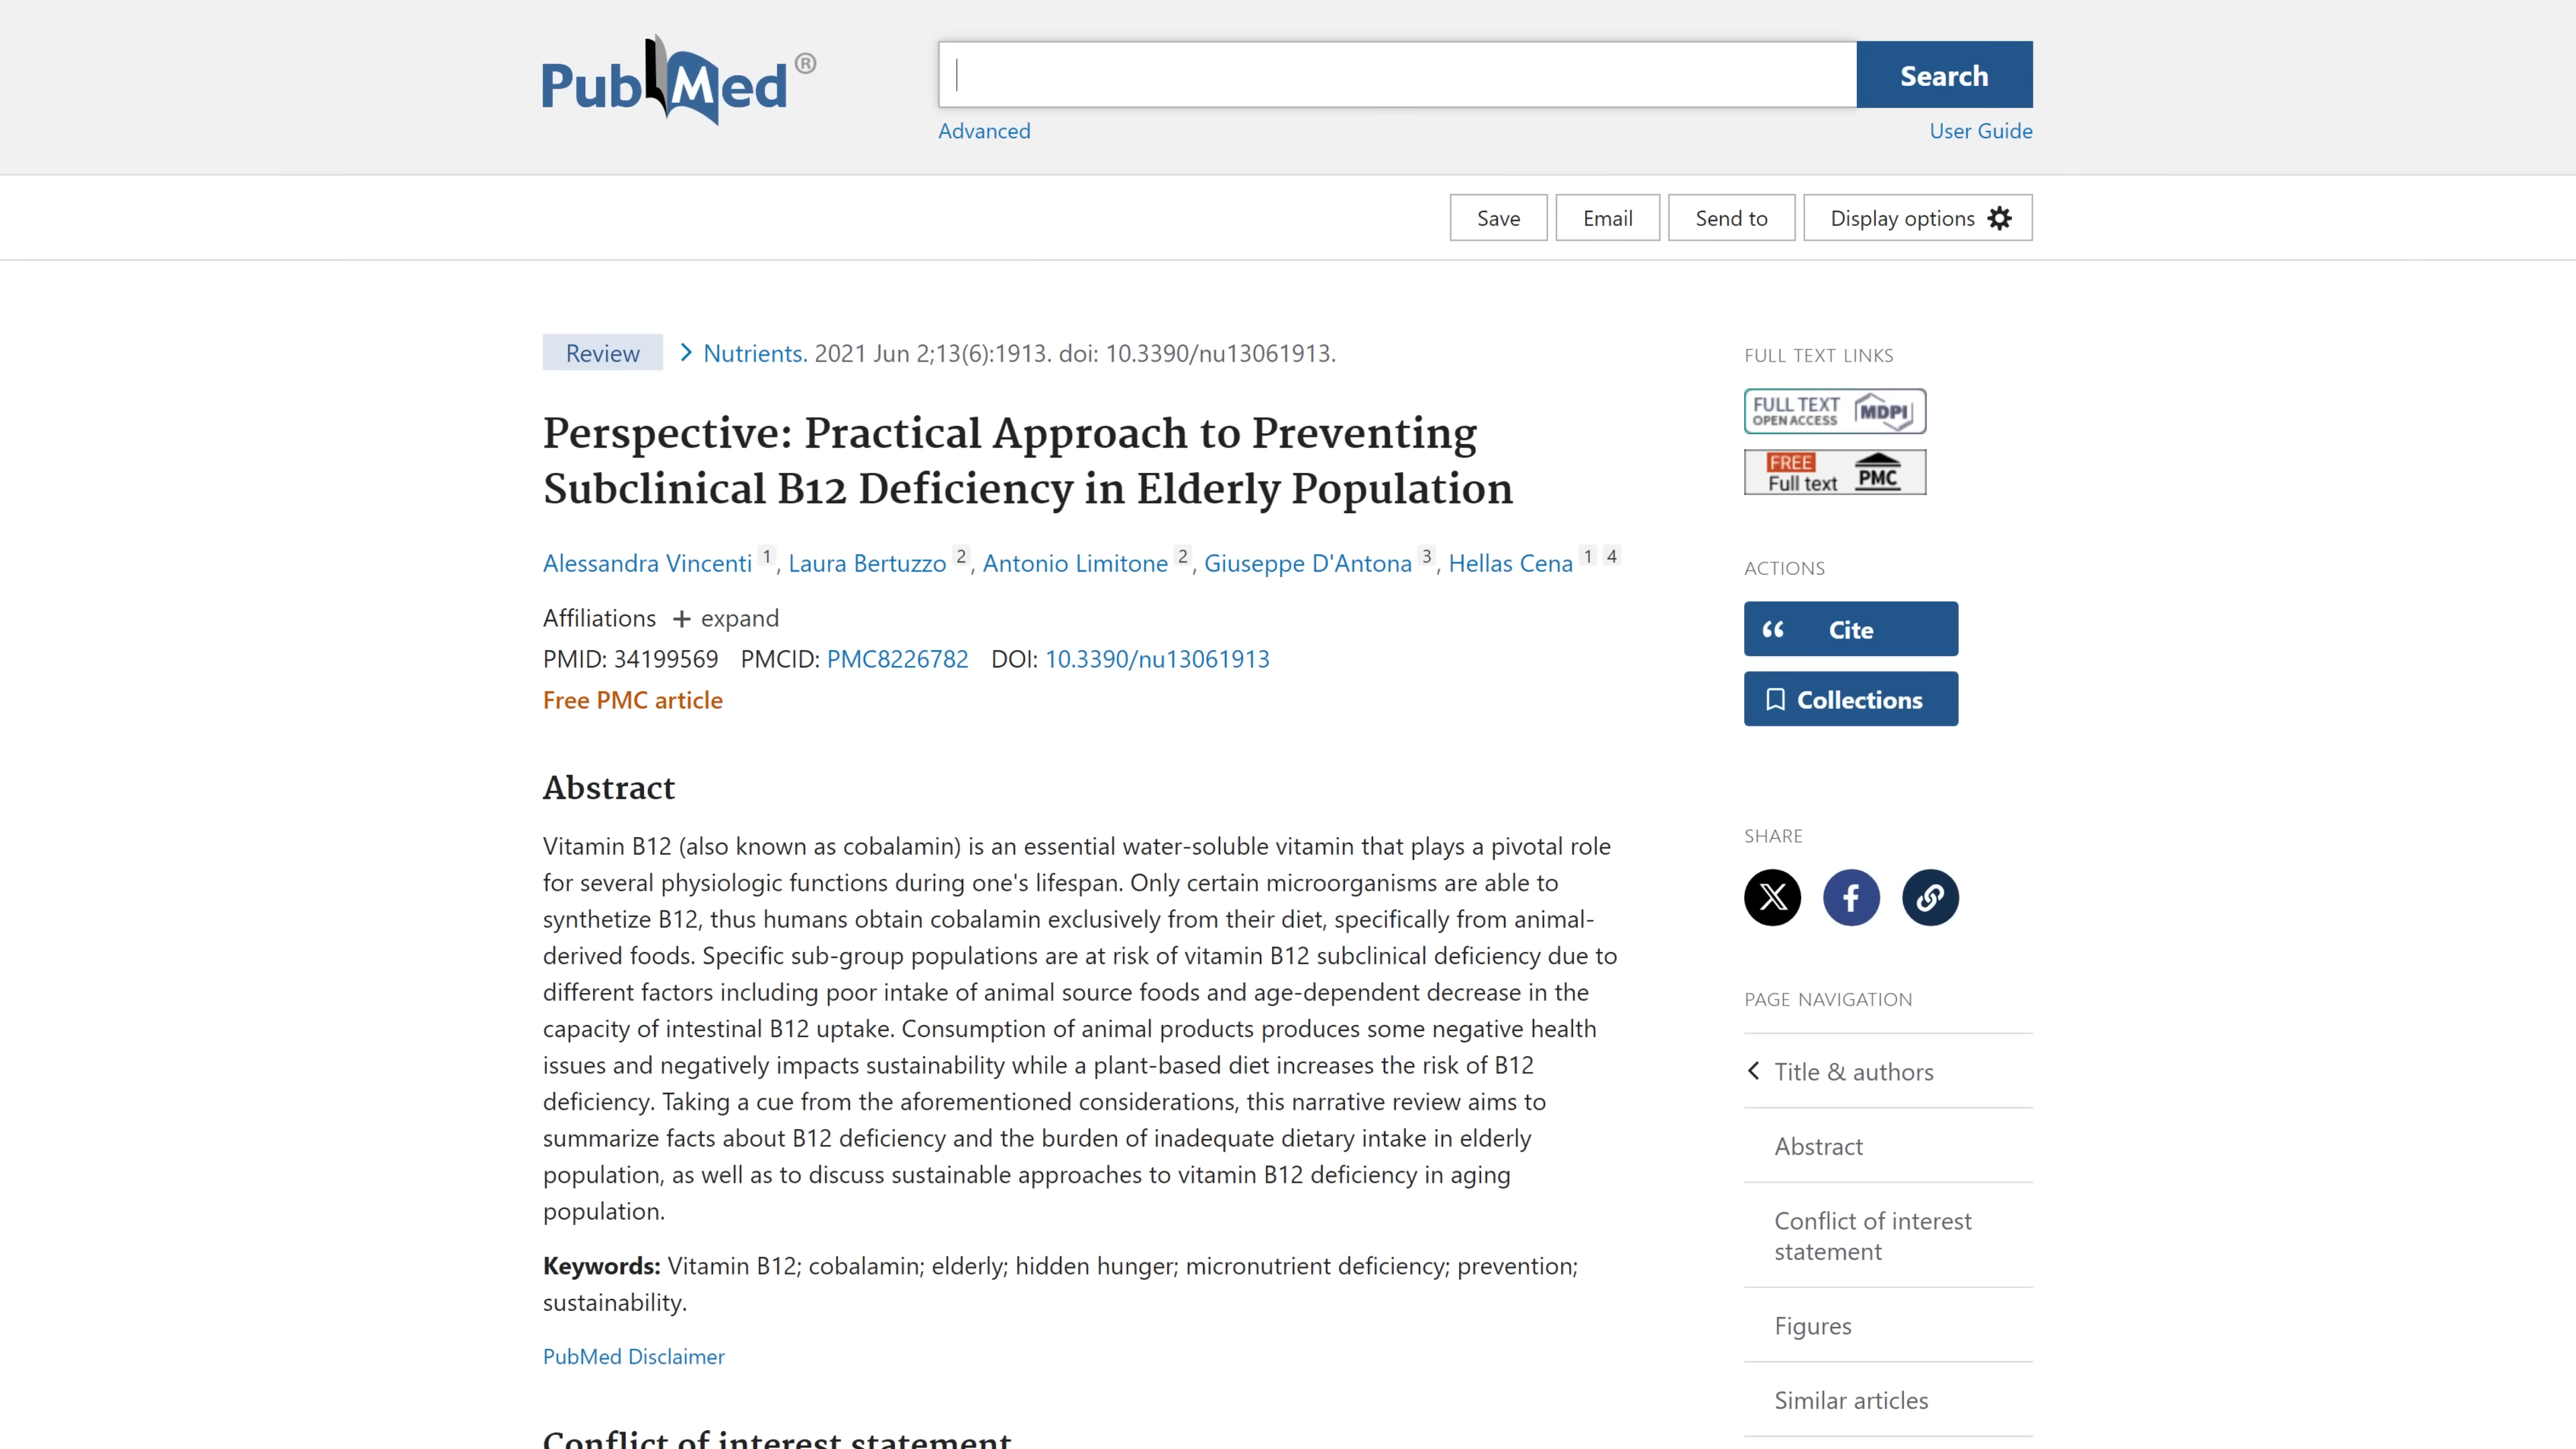 PubMed®
Search
Advanced
User Guide
Save
Email
Send to
Display options
Review
Nutrients. 2021 Jun 2;13(6):1913. doi: 10.3390/nu13061913.
Perspective: Practical Approach to Preventing
Subclinical B12 Deficiency in Elderly Population
Alessandra Vincenti 1, Laura Bertuzzo 2, Antonio Limitone 2, Giuseppe D'Antona 3, Hellas Cena 1 4
Affiliations + expand
PMID: 34199569 PMCID: PMC8226782 DOI: 10.3390/nu13061913
Free PMC article
Abstract
Vitamin B12 (also known as cobalamin) is an essential water-soluble vitamin that plays a pivotal role
for several physiologic functions during one's lifespan. Only certain microorganisms are able to
synthetize B12, thus humans obtain cobalamin exclusively from their diet, specifically from animal-
derived foods. Specific sub-group populations are at risk of vitamin B12 subclinical deficiency due to
different factors including poor intake of animal source foods and age-dependent decrease in the
capacity of intestinal B12 uptake. Consumption of animal products produces some negative health
issues and negatively impacts sustainability while a plant-based diet increases the risk of B12
deficiency. Taking a cue from the aforementioned considerations, this narrative review aims to
summarize facts about B12 deficiency and the burden of inadequate dietary intake in elderly
population, as well as to discuss sustainable approaches to vitamin B12 deficiency in aging
population.
Keywords: Vitamin B12; cobalamin; elderly; hidden hunger; micronutrient deficiency; prevention;
sustainability.
PubMed Disclaimer
Conflict of interest statement
FULL TEXT LINKS
FULL TEXT
OPEN ACCESS
MDPI
FREE
Full text
PMC
ACTIONS
Cite
Collections
SHARE
PAGE NAVIGATION
Title & authors
Abstract
Conflict of interest
statement
Figures
Similar articles